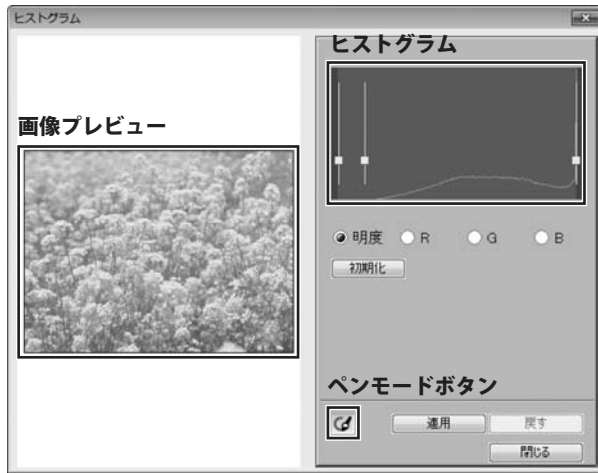 ヒストグラム
ヒストグラム
画像プレビュー
明度 R G B
初期化
ペンモードボタン
適用 戻す
閉じる